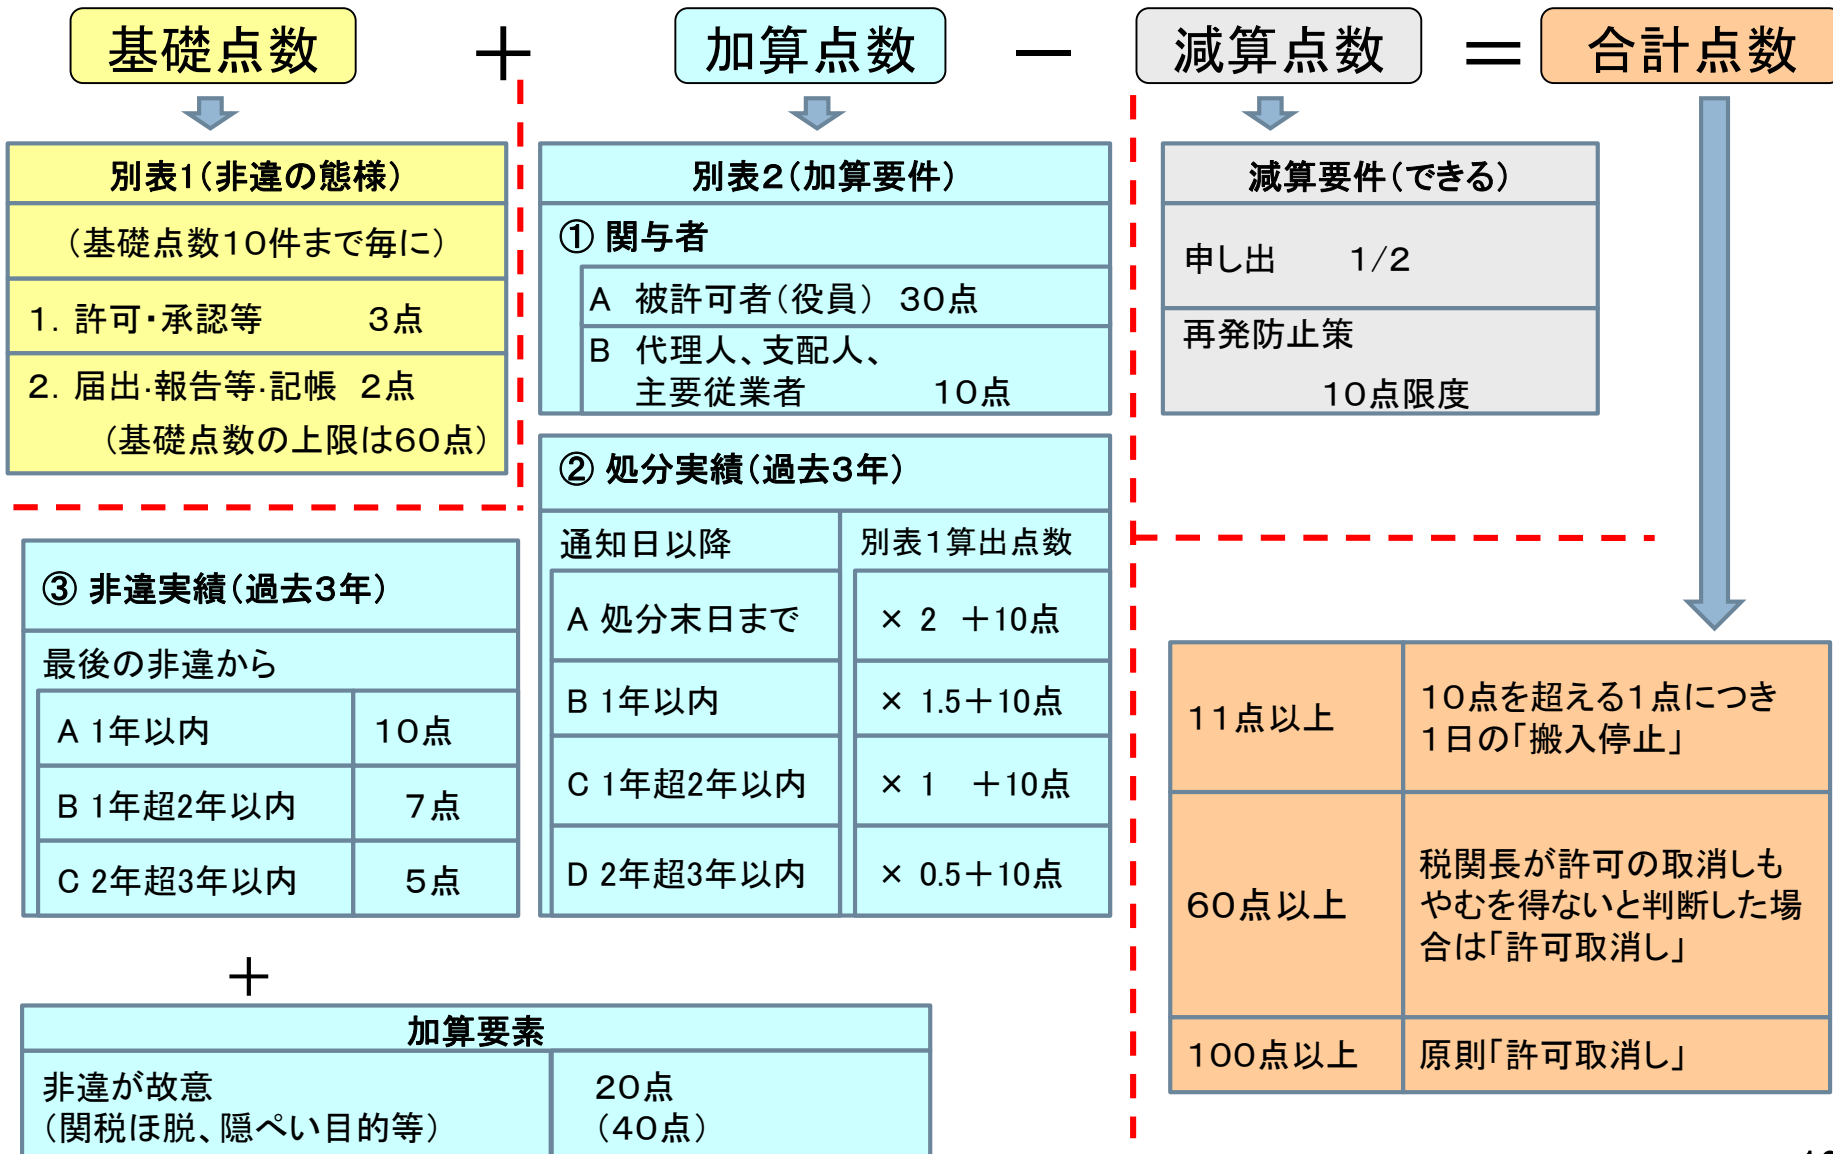 基礎点数 ＋ 加算点数 － 減算点数 ＝ 合計点数
別表１（非違の態様）
（基礎点数１０件まで毎に）
１．許可・承認等　３点
２．届出・報告等・記帳　２点
（基礎点数の上限は６０点）
別表２（加算要件）
① 関与者
Ａ　被許可者（役員）　３０点
Ｂ　代理人、支配人、
主要従業者　１０点
② 処分実績（過去３年）
通知日以降　別表１算出点数
A 処分末日まで　× 2　＋10点
B 1年以内　× 1.5＋10点
C 1年超2年以内　× 1　＋10点
D 2年超3年以内　× 0.5＋10点
③ 非違実績（過去３年）
最後の非違から
A 1年以内　１０点
B 1年超2年以内　７点
C 2年超3年以内　５点
＋
加算要素
非違が故意　２０点
（関税ほ脱、隠ぺい目的等）　（４０点）
減算要件（できる）
申し出　１/２
再発防止策
１０点限度
１１点以上　１０点を超える１点につき
１日の「搬入停止」
６０点以上　税関長が許可の取消しも
やむを得ないと判断した場
合は「許可取消し」
１００点以上　原則「許可取消し」